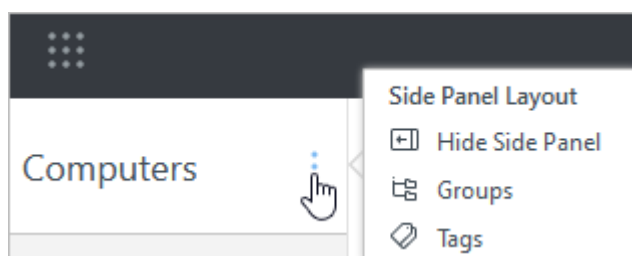 Computers
Side Panel Layout
Hide Side Panel
Groups
Tags